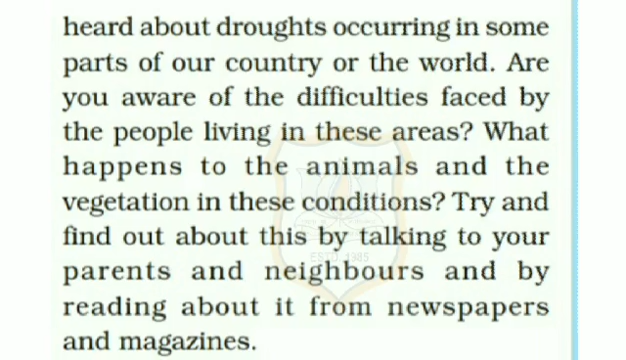 heard about droughts occurring in some
parts of our country or the world. Are
you aware of the difficulties faced by
the people living in these areas? What
happens to the animals and the
vegetation in these conditions? Try and
find out about this by talking to your
parents and neighbours and by
reading about it from newspapers
and magazines.
ESTD. 1985